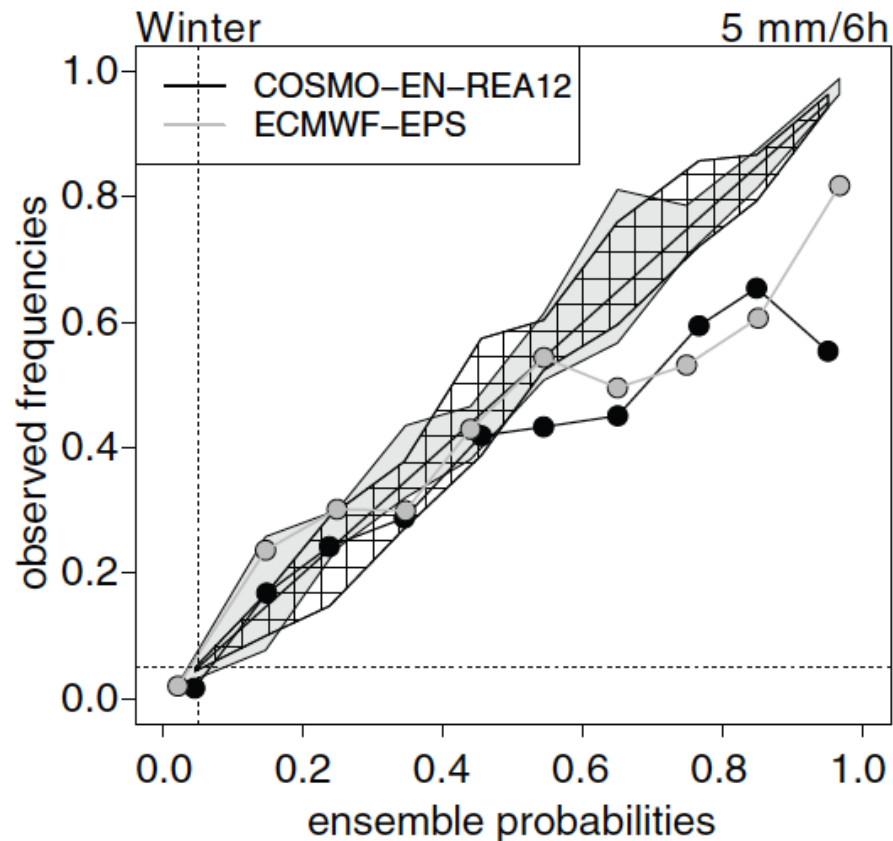 Winter 5 mm/6h
COSMO−EN−REA12
ECMWF−EPS
1.0
0.8
0.6
0.4
0.2
0.0
observed frequencies
0.0 0.2 0.4 0.6 0.8 1.0
ensemble probabilities